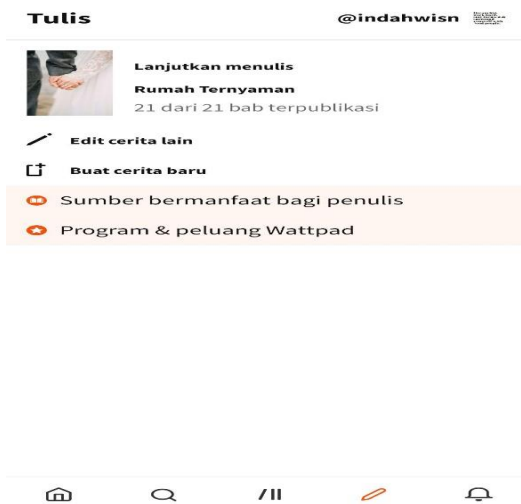 Tulis
@indahwisn
Lanjutkan menulis
Rumah Ternyaman
21 dari 21 bab terpublikasi
Edit cerita lain
Buat cerita baru
Sumber bermanfaat bagi penulis
Program & peluang Wattpad